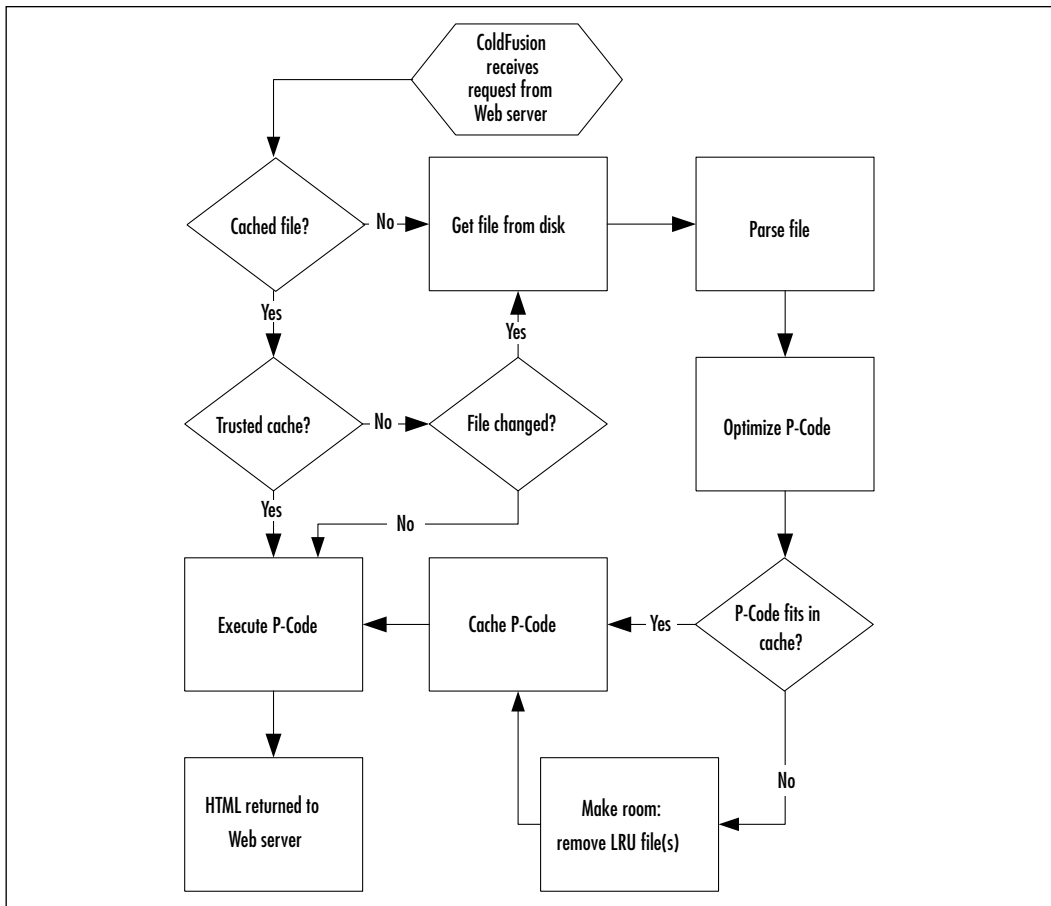 ColdFusion
receives
request from
Web server
Cached file?
No
Get file from disk
Parse file
Yes
Yes
Trusted cache?
No
File changed?
Optimize P-Code
Yes
No
Execute P-Code
Cache P-Code
Yes
P-Code fits in
cache?
No
HTML returned to
Web server
Make room:
remove LRU file(s)